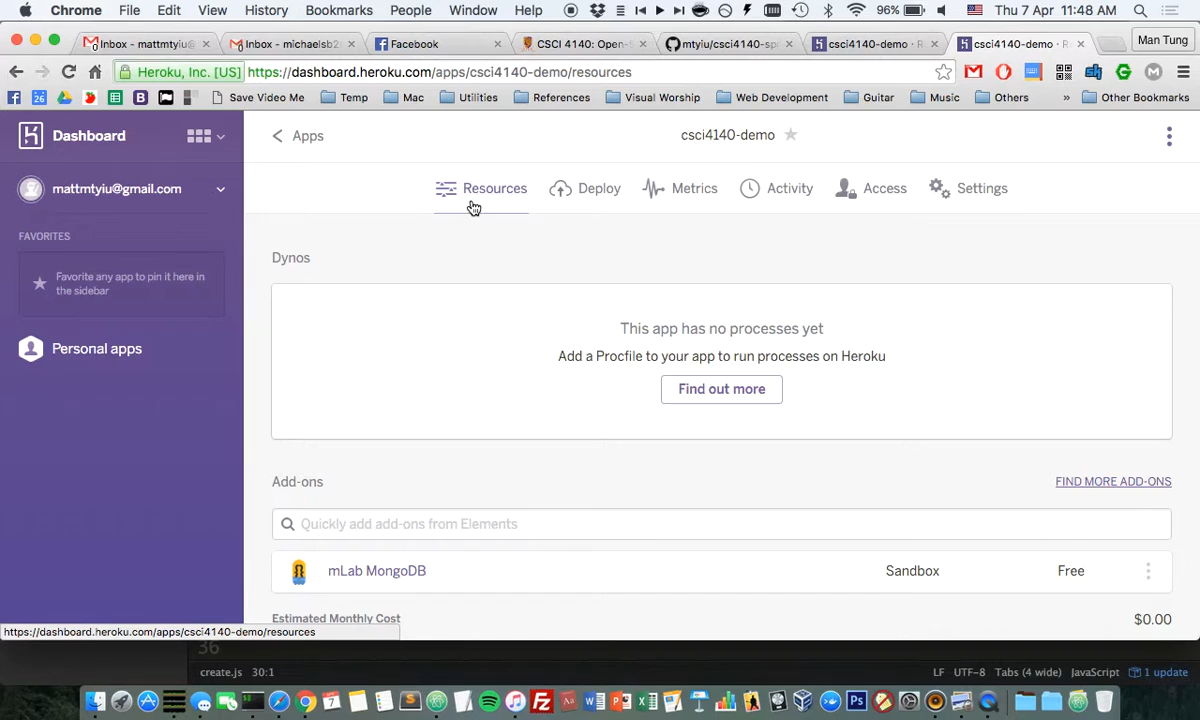 Chrome File Edit View History Bookmarks People Window Help 96% Thu 7 Apr 11:48 AM
Inbox - mattmtyiu@ Inbox - michaelsb2 Facebook CSCI 4140: Open-S mtyiu/csci4140-sp csci4140-demo · R csci4140-demo · Re Man Tung
Heroku, Inc. [US] https://dashboard.heroku.com/apps/csci4140-demo/resources
Save Video Me Temp Mac Utilities References Visual Worship Web Development Guitar Music Others » Other Bookmarks
Dashboard
Apps
csci4140-demo
mattmtyiu@gmail.com
Resources Deploy Metrics Activity Access Settings
FAVORITES
Favorite any app to pin it here in
the sidebar
Personal apps
Dynos
This app has no processes yet
Add a Procfile to your app to run processes on Heroku
Find out more
Add-ons
FIND MORE ADD-ONS
Quickly add add-ons from Elements
mLab MongoDB Sandbox Free
Estimated Monthly Cost $0.00
https://dashboard.heroku.com/apps/csci4140-demo/resources
36
create.js 30:1 LF UTF-8 Tabs (4 wide) JavaScript 1 update